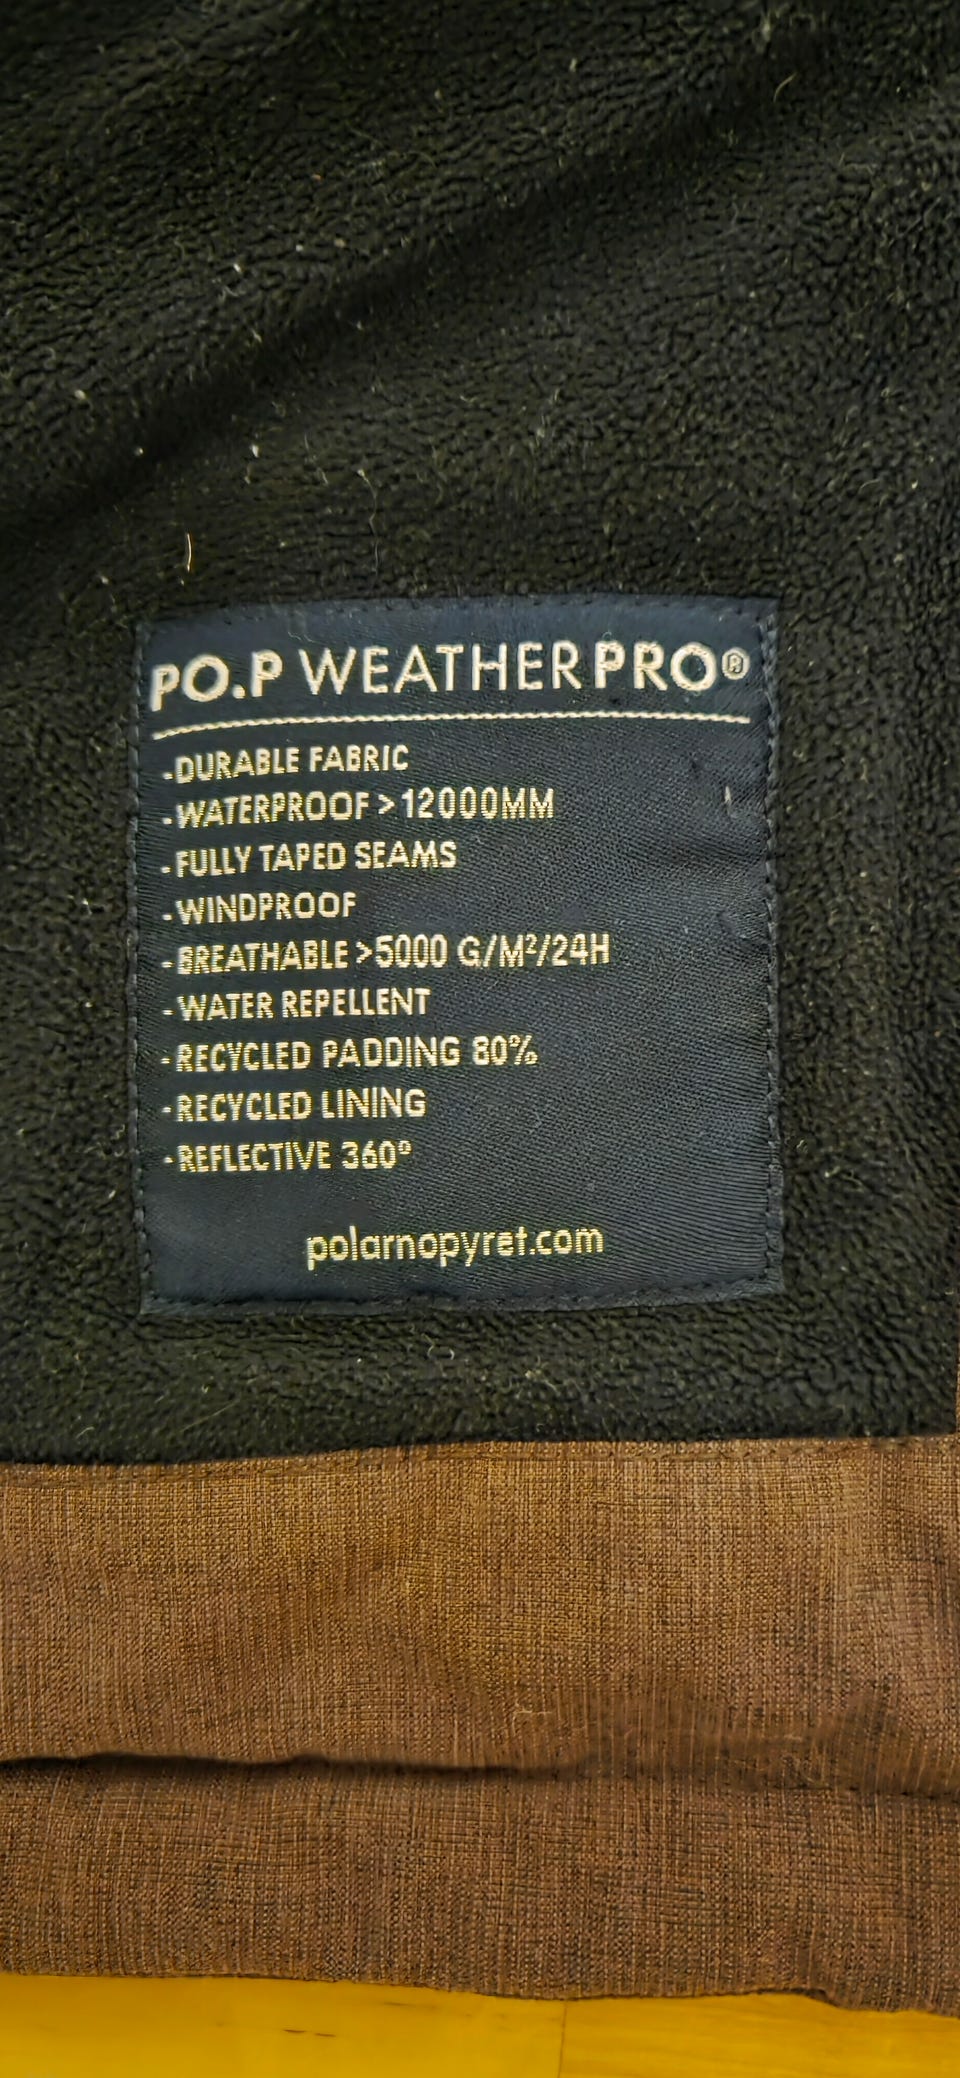 PO.P WEATHERPRO®
-DURABLE FABRIC
-WATERPROOF > 12000MM
-FULLY TAPED SEAMS
-WINDPROOF
-BREATHABLE >5000 G/M²/24H
-WATER REPELLENT
-RECYCLED PADDING 80%
-RECYCLED LINING
-REFLECTIVE 360°
polarnopyret.com